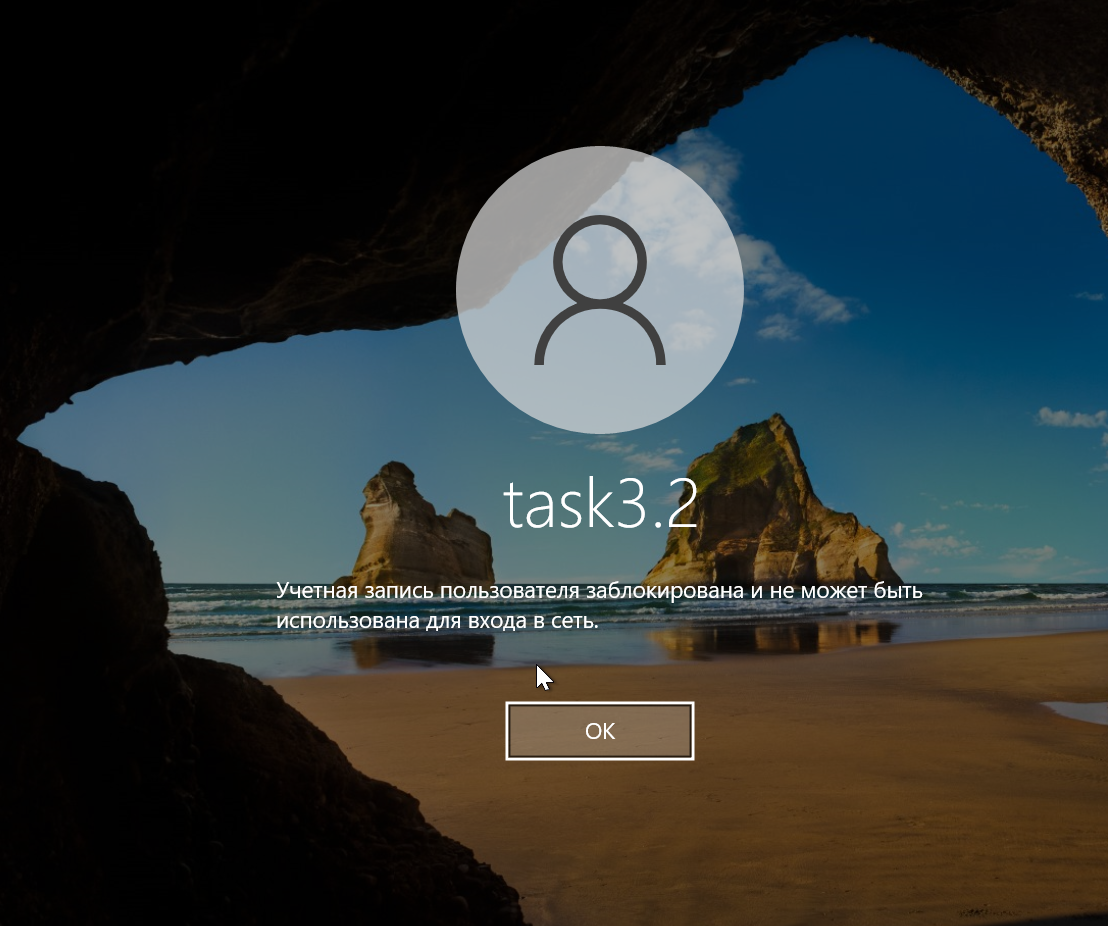 task3.2
Учетная запись пользователя заблокирована и не может быть
использована для входа в сеть.
OK